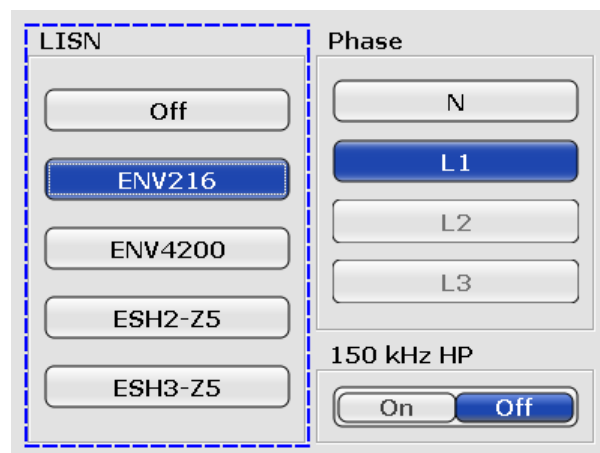 LISN
Off
ENV216
ENV4200
ESH2-Z5
ESH3-Z5
Phase
N
L1
L2
L3
150 kHz HP
On Off